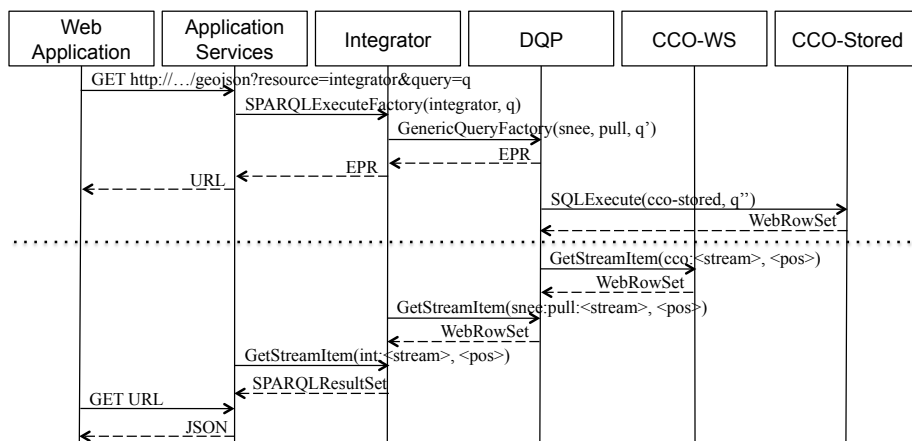 Web
Application
Application
Services
Integrator
DQP
CCO-WS
CCO-Stored
GET http://…/geojson?resource=integrator&query=q
SPARQLExecuteFactory(integrator, q)
GenericQueryFactory(snee, pull, q’)
EPR
EPR
URL
SQLExecute(cco-stored, q’’)
WebRowSet
GetStreamItem(cco:<stream>, <pos>)
WebRowSet
GetStreamItem(snee:pull:<stream>, <pos>)
WebRowSet
GetStreamItem(int:<stream>, <pos>)
SPARQLResultSet
GET URL
JSON